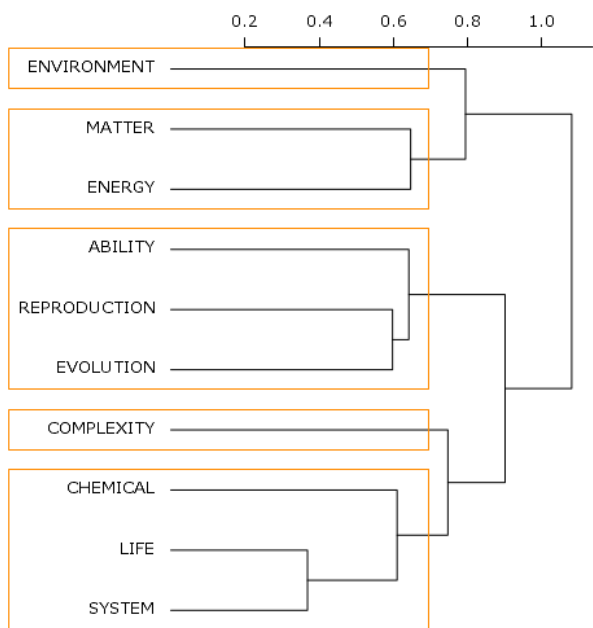 0.2 0.4 0.6 0.8 1.0
ENVIRONMENT
MATTER
ENERGY
ABILITY
REPRODUCTION
EVOLUTION
COMPLEXITY
CHEMICAL
LIFE
SYSTEM